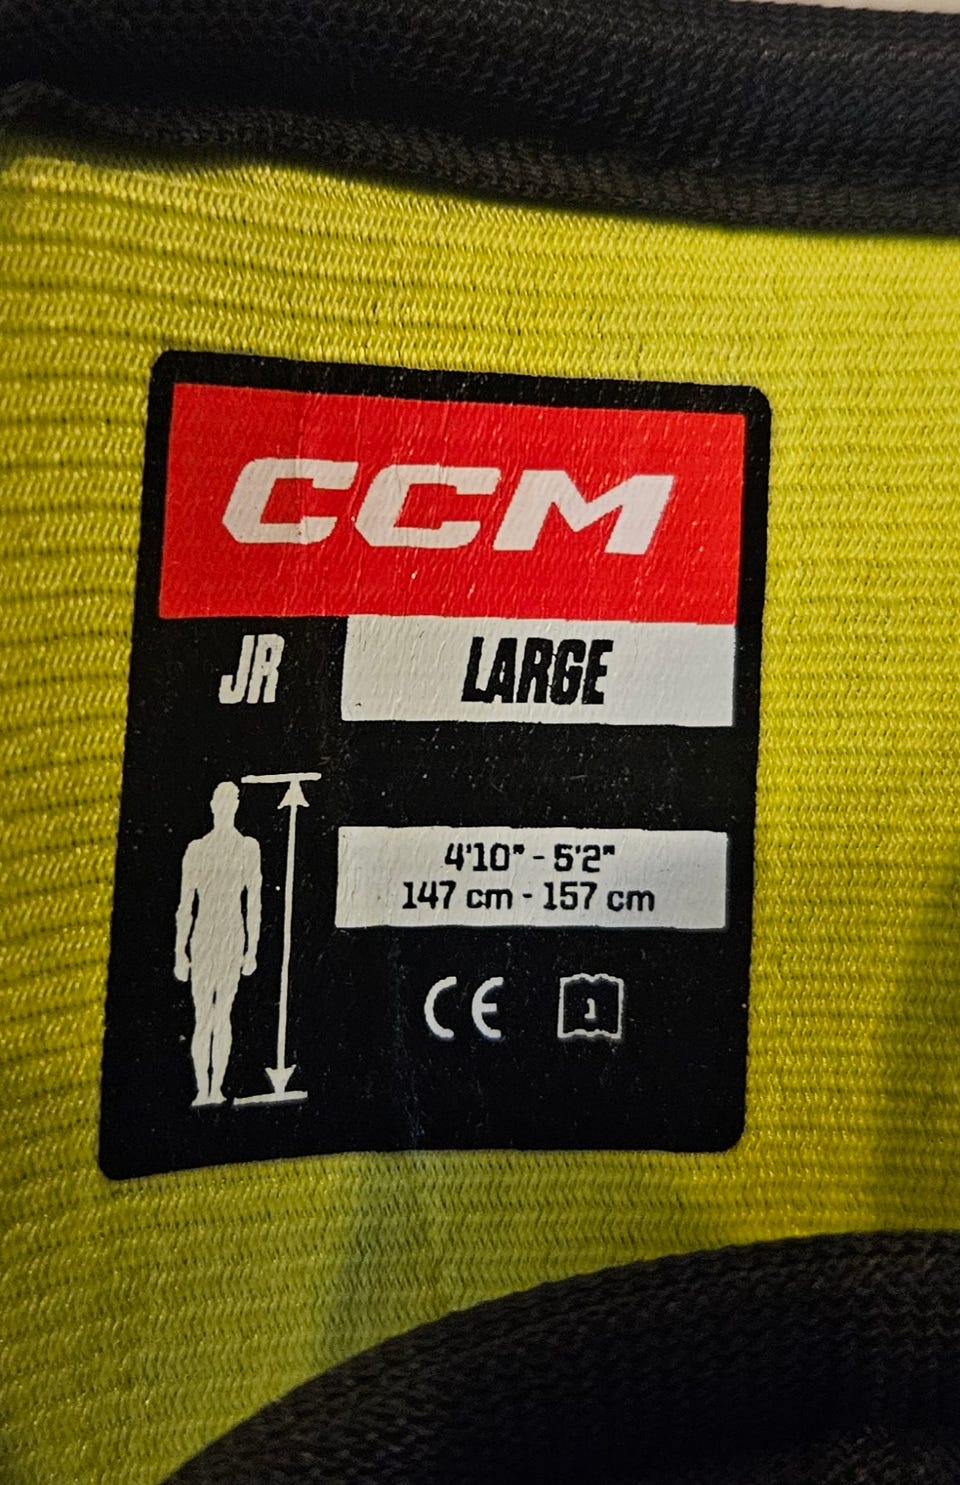 CCM
JR LARGE
4'10" - 5'2"
147 cm - 157 cm
CE